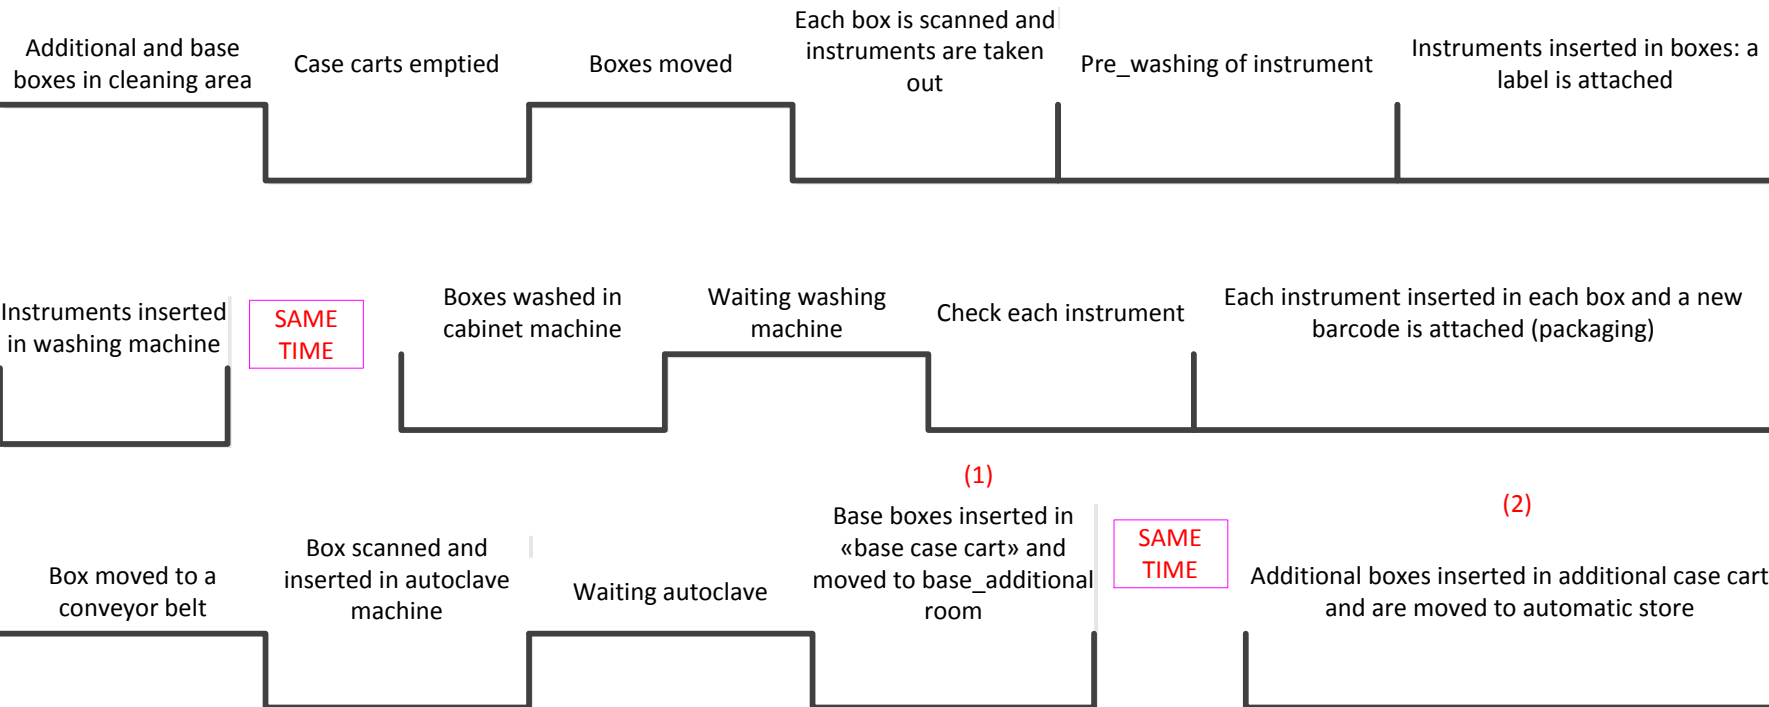 Additional and base
boxes in cleaning area
Case carts emptied
Boxes moved
Each box is scanned and
instruments are taken
out
Pre_washing of instrument
Instruments inserted in boxes: a
label is attached
Instruments inserted
in washing machine
SAME
TIME
Boxes washed in
cabinet machine
Waiting washing
machine
Check each instrument
Each instrument inserted in each box and a new
barcode is attached (packaging)
Box moved to a
conveyor belt
Box scanned and
inserted in autoclave
machine
Waiting autoclave
(1)
Base boxes inserted in
«base case cart» and
moved to base_additional
room
SAME
TIME
(2)
Additional boxes inserted in additional case cart
and are moved to automatic store